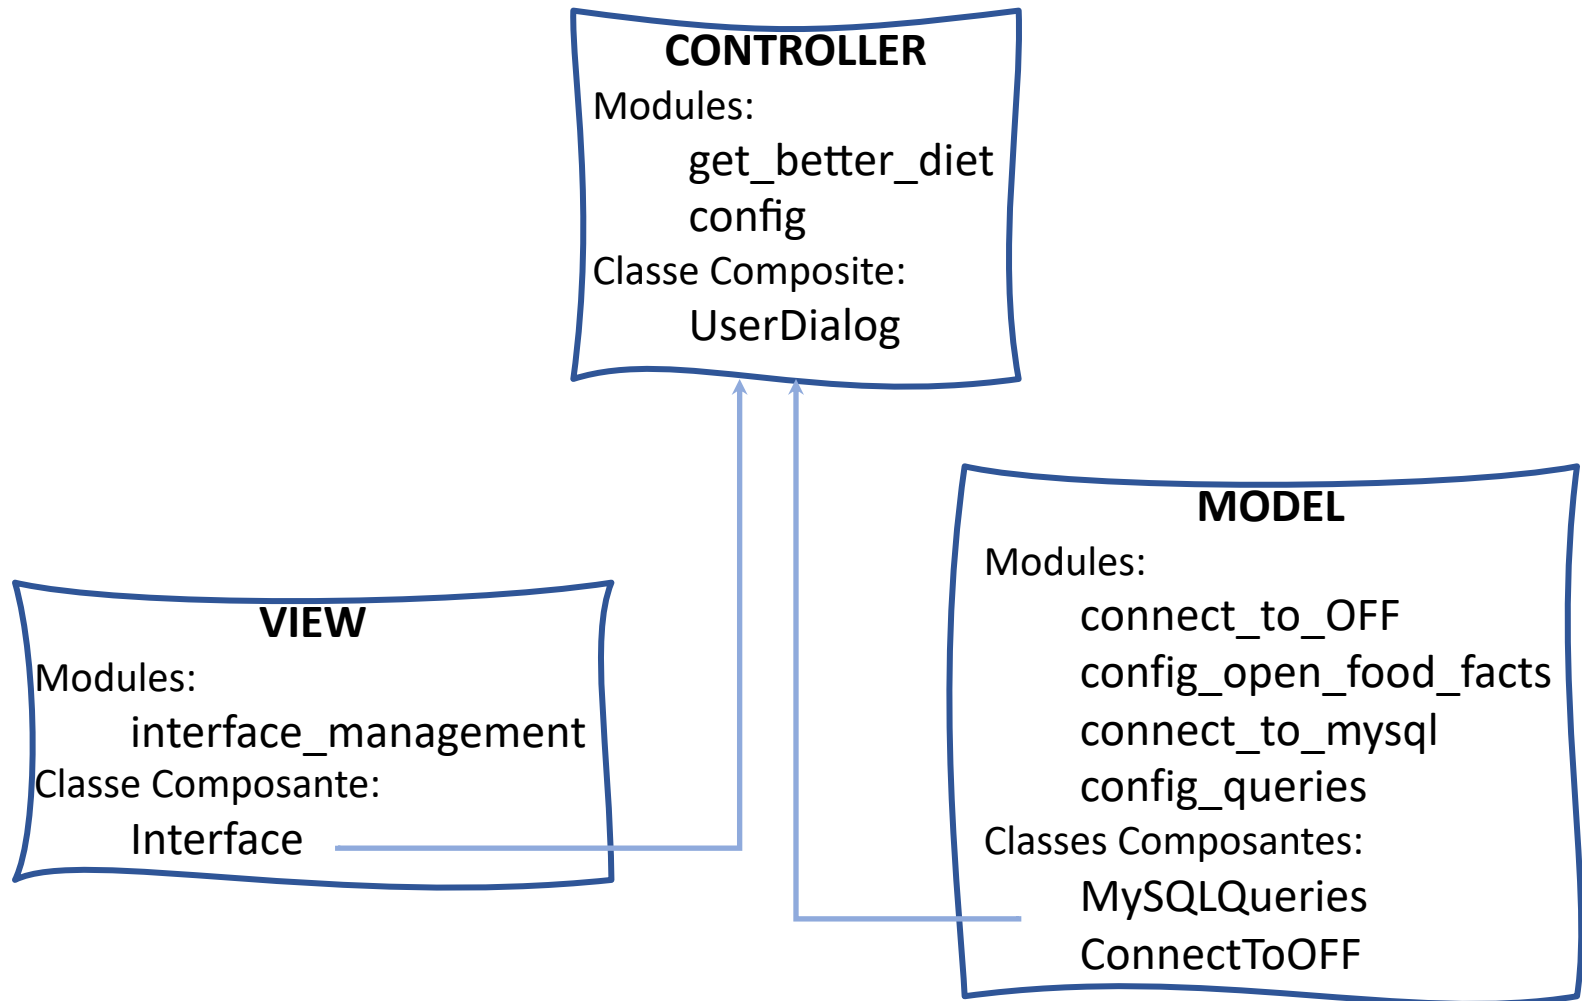 CONTROLLER
Modules:
get_better_diet
config
Classe Composite:
UserDialog
VIEW
Modules:
interface_management
Classe Composante:
Interface
MODEL
Modules:
connect_to_OFF
config_open_food_facts
connect_to_mysql
config_queries
Classes Composantes:
MySQLQueries
ConnectToOFF